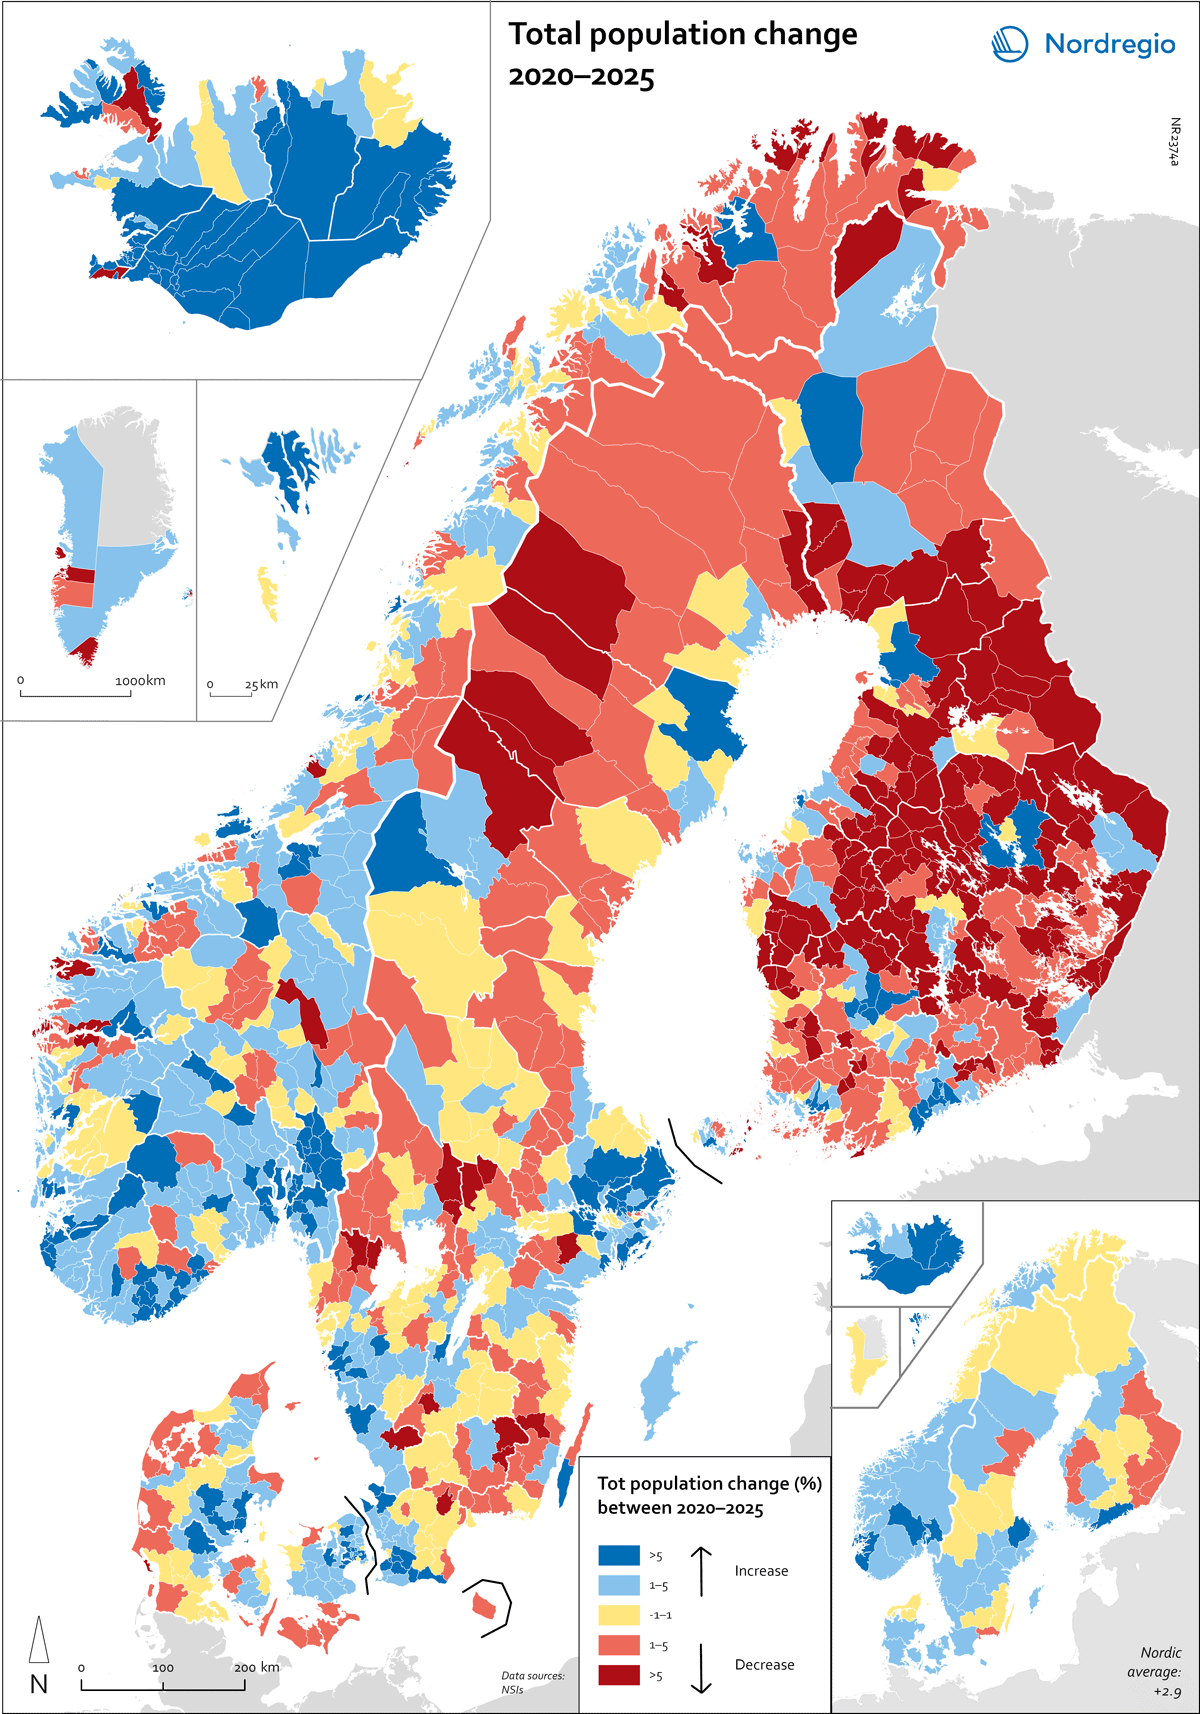 Total population change
2020–2025
Nordregio
NR2374a
0 1000km
0 25km
Tot population change (%)
between 2020–2025
>5
1–5
-1–1
1–5
>5
Increase
Decrease
N
0 100 200 km
Data sources:
NSIs
Nordic
average:
+2.9